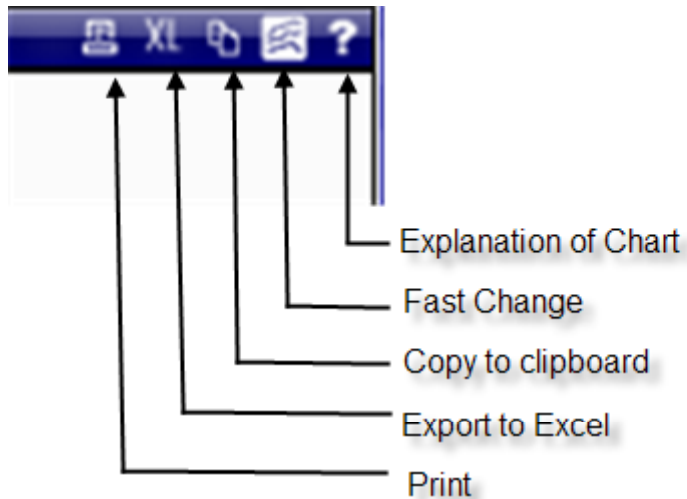 XL ?
Explanation of Chart
Fast Change
Copy to clipboard
Export to Excel
Print